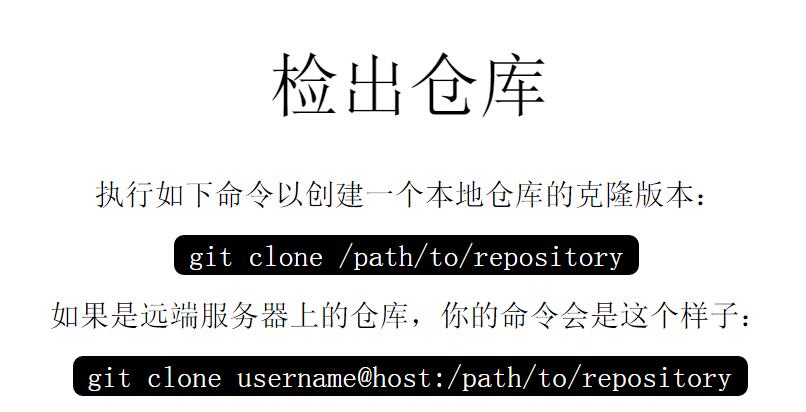 检出仓库
执行如下命令以创建一个本地仓库的克隆版本：
git clone /path/to/repository
如果是远端服务器上的仓库，你的命令会是这个样子：
git clone username@host:/path/to/repository